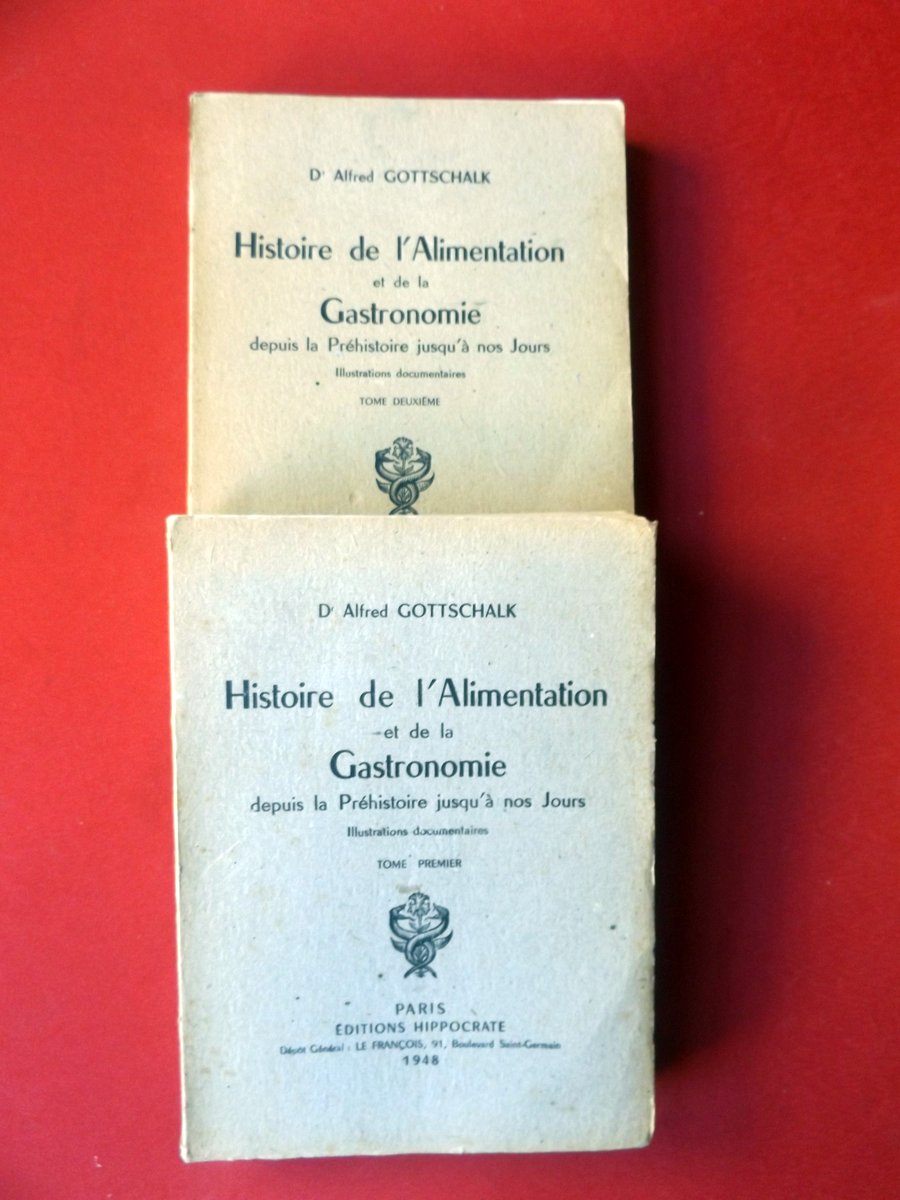 Dʳ Alfred GOTTSCHALK
Histoire de l'Alimentation
et de la
Gastronomie
depuis la Préhistoire jusqu'à nos Jours
Illustrations documentaires
TOME DEUXIÈME
Dʳ Alfred GOTTSCHALK
Histoire de l'Alimentation
et de la
Gastronomie
depuis la Préhistoire jusqu'à nos Jours
Illustrations documentaires
TOME PREMIER
PARIS
ÉDITIONS HIPPOCRATE
Dépôt Général : LE FRANÇOIS, 91, Boulevard Saint-Germain
1948